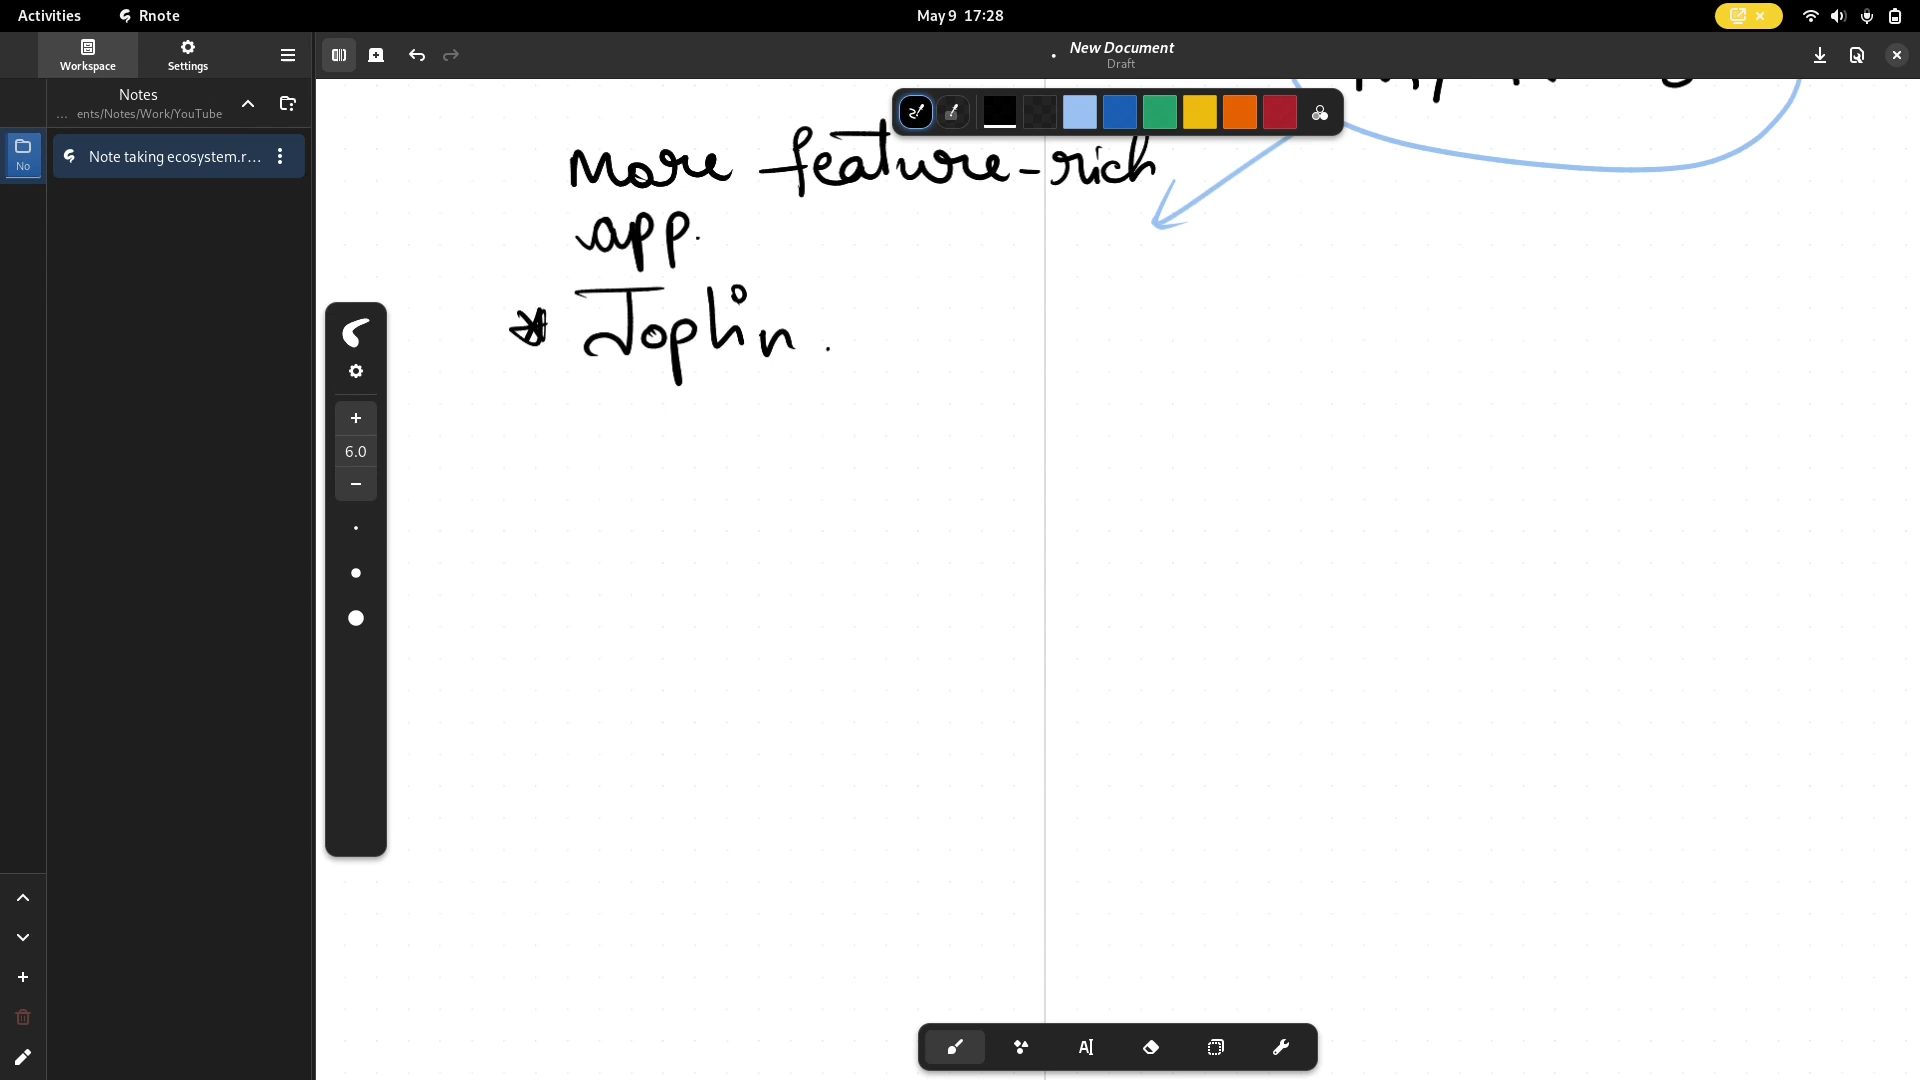 Activities Rnote May 9 17:28
Workspace Settings New Document
Draft
Notes
... ents/Notes/Work/YouTube
No Note taking ecosystem.r...
More feature-rich
app.
* Joplin.
6.0